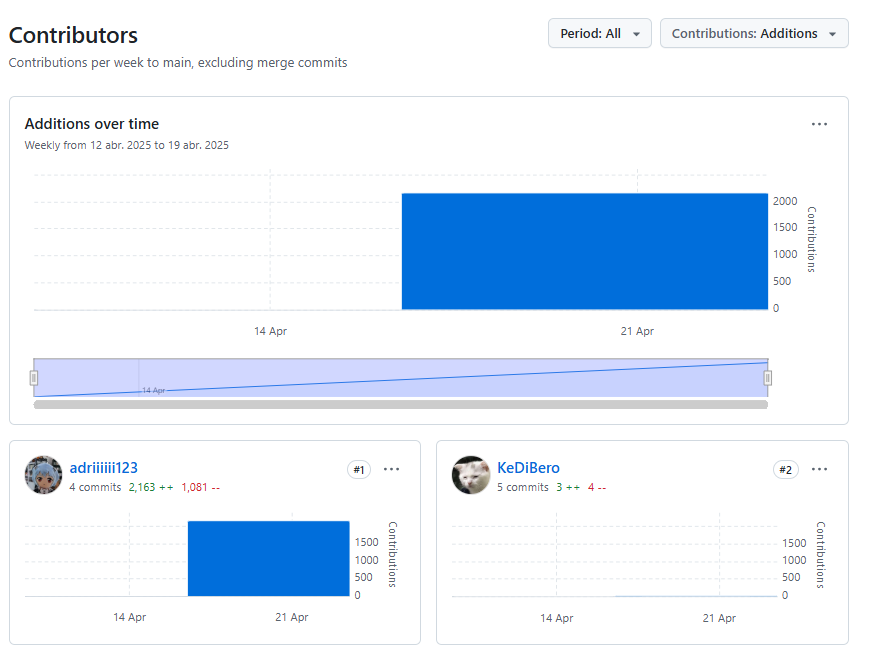 Contributors
Period: All
Contributions: Additions
Contributions per week to main, excluding merge commits
Additions over time
Weekly from 12 abr. 2025 to 19 abr. 2025
2000
1500
1000
500
0
Contributions
14 Apr
21 Apr
14 Apr
adriiiiii123
#1
4 commits 2,163 ++ 1,081 --
1500
1000
500
0
Contributions
14 Apr
21 Apr
KeDiBero
#2
5 commits 3 ++ 4 --
1500
1000
500
0
Contributions
14 Apr
21 Apr